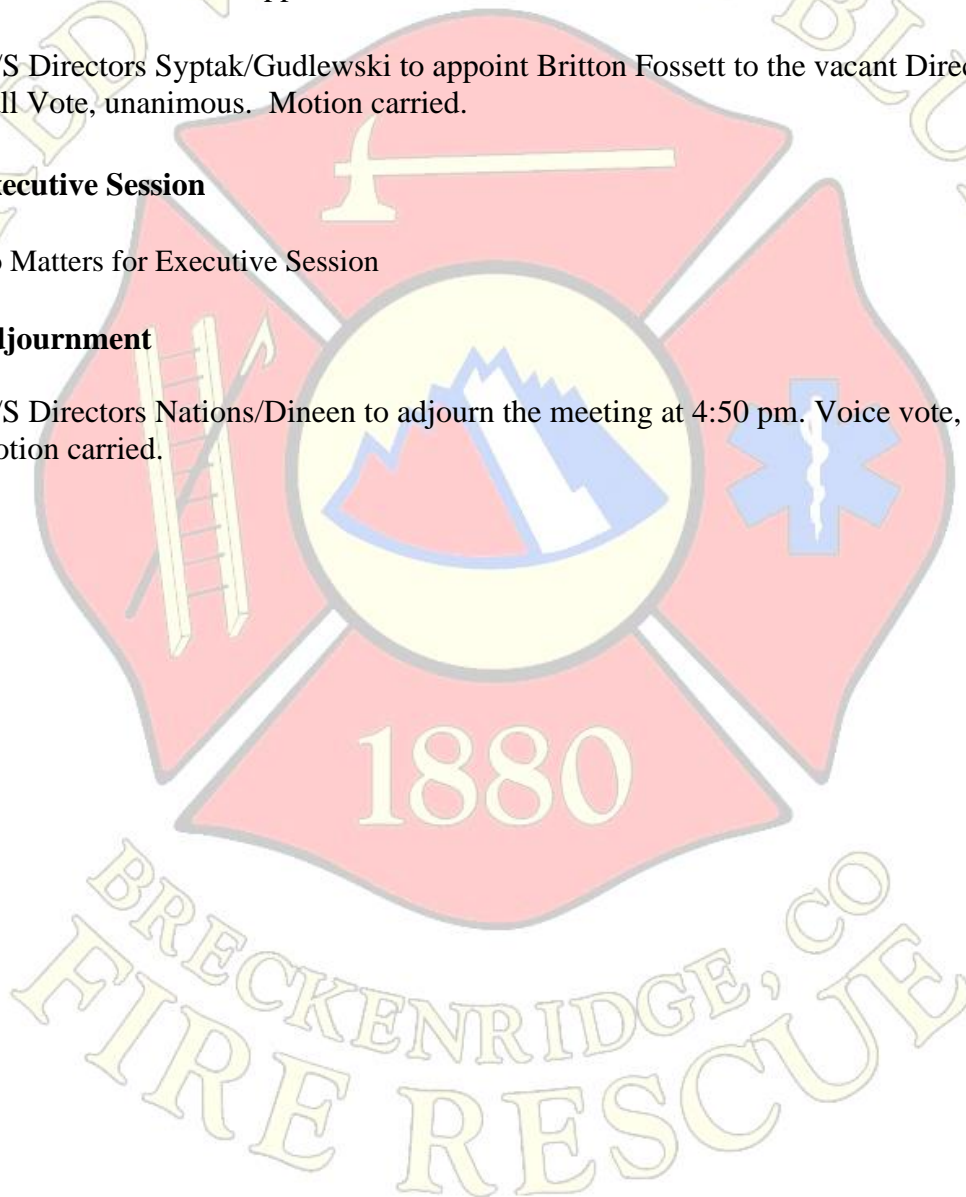 /S Directors Syptak/Gudlewski to appoint Britton Fossett to the vacant Direc
ll Vote, unanimous. Motion carried.
xecutive Session
Matters for Executive Session
djournment
/S Directors Nations/Dineen to adjourn the meeting at 4:50 pm. Voice vote,
otion carried.
1880
BRECKENRIDGE, CO
FIRE RESCUE